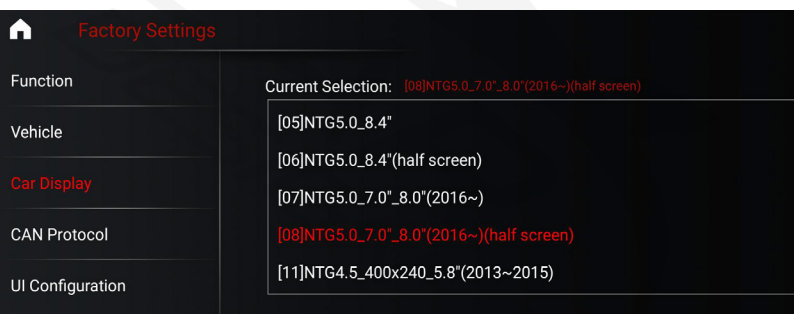 Factory Settings
Function
Vehicle
Car Display
CAN Protocol
UI Configuration
Current Selection: [08]NTG5.0_7.0"_8.0"(2016~)(half screen)
[05]NTG5.0_8.4"
[06]NTG5.0_8.4"(half screen)
[07]NTG5.0_7.0"_8.0"(2016~)
[08]NTG5.0_7.0"_8.0"(2016~)(half screen)
[11]NTG4.5_400x240_5.8"(2013~2015)